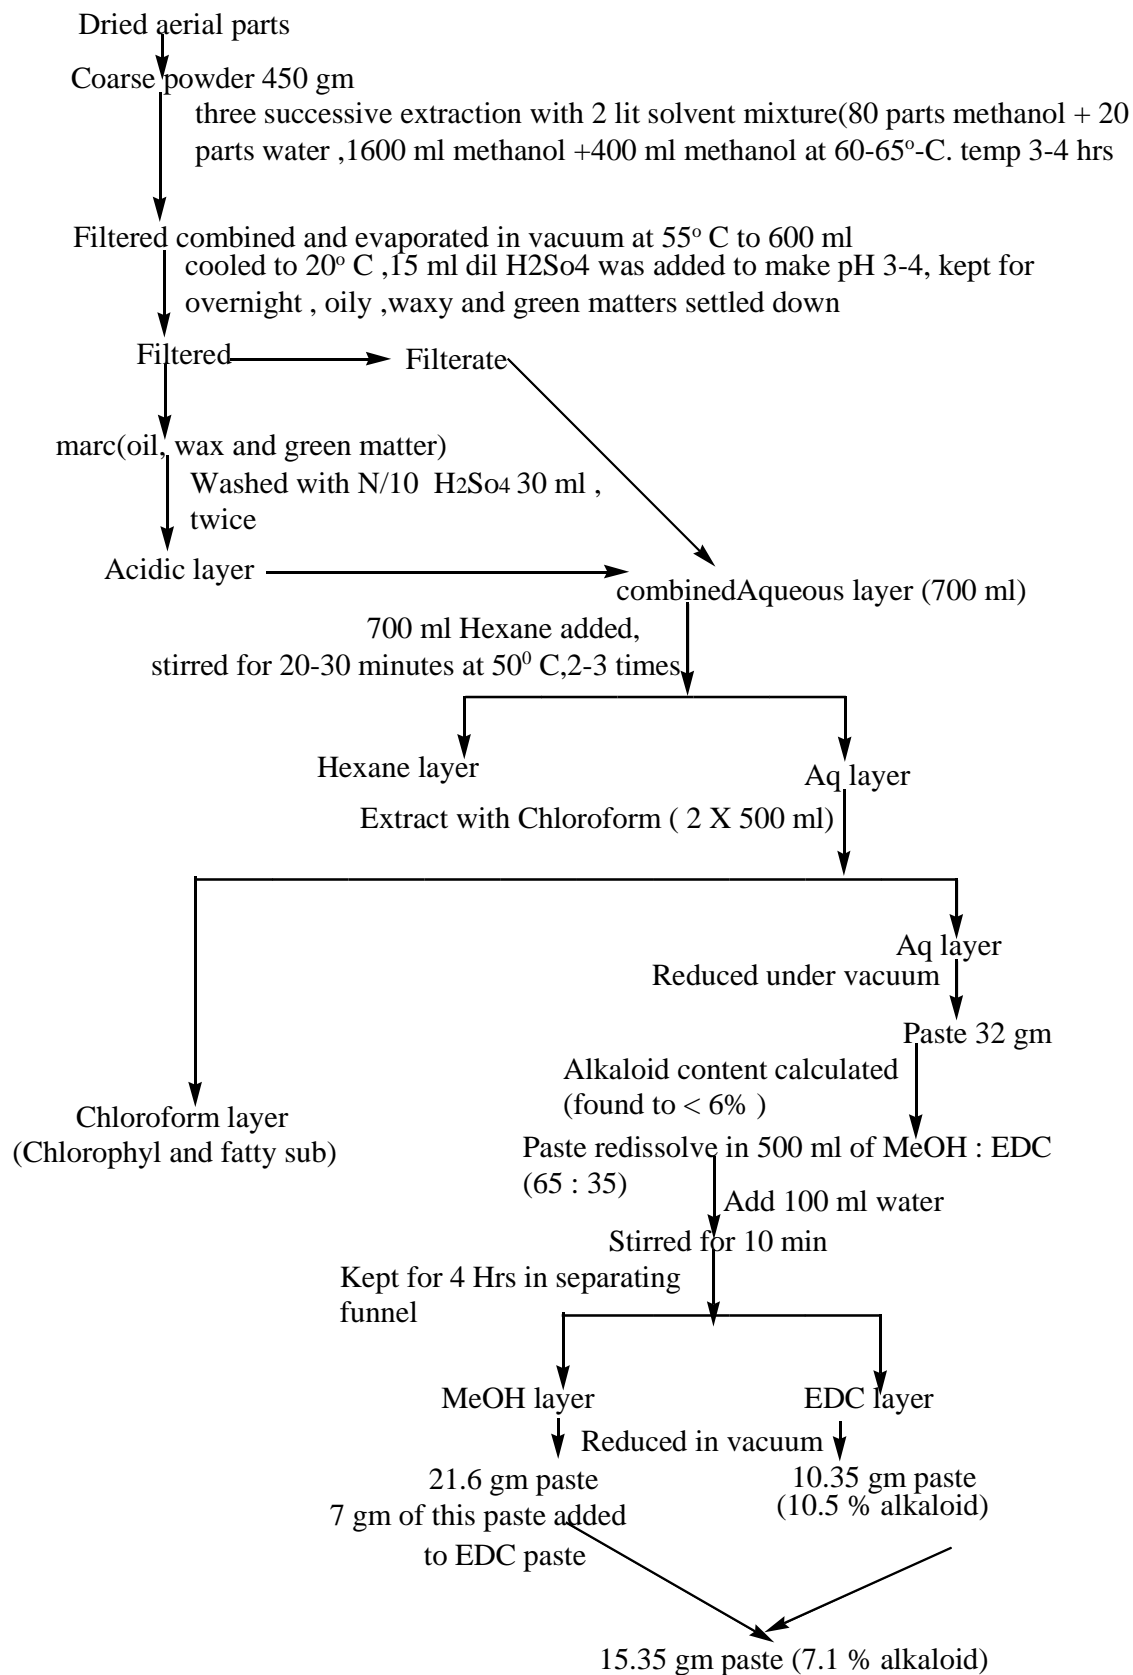 Dried aerial parts
Coarse powder 450 gm
three successive extraction with 2 lit solvent mixture(80 parts methanol + 20
parts water ,1600 ml methanol +400 ml methanol at 60-65°-C. temp 3-4 hrs
Filtered combined and evaporated in vacuum at 55° C to 600 ml
cooled to 20° C ,15 ml dil H2So4 was added to make pH 3-4, kept for
overnight , oily ,waxy and green matters settled down
Filtered
Filterate
marc(oil, wax and green matter)
Washed with N/10 H2So4 30 ml ,
twice
Acidic layer
combinedAqueous layer (700 ml)
700 ml Hexane added,
stirred for 20-30 minutes at 50⁰ C,2-3 times
Hexane layer
Aq layer
Extract with Chloroform ( 2 X 500 ml)
Aq layer
Reduced under vacuum
Paste 32 gm
Alkaloid content calculated
(found to < 6% )
Chloroform layer
(Chlorophyl and fatty sub)
Paste redissolve in 500 ml of MeOH : EDC
(65 : 35)
Add 100 ml water
Stirred for 10 min
Kept for 4 Hrs in separating
funnel
MeOH layer
EDC layer
Reduced in vacuum
21.6 gm paste
10.35 gm paste
(10.5 % alkaloid)
7 gm of this paste added
to EDC paste
15.35 gm paste (7.1 % alkaloid)